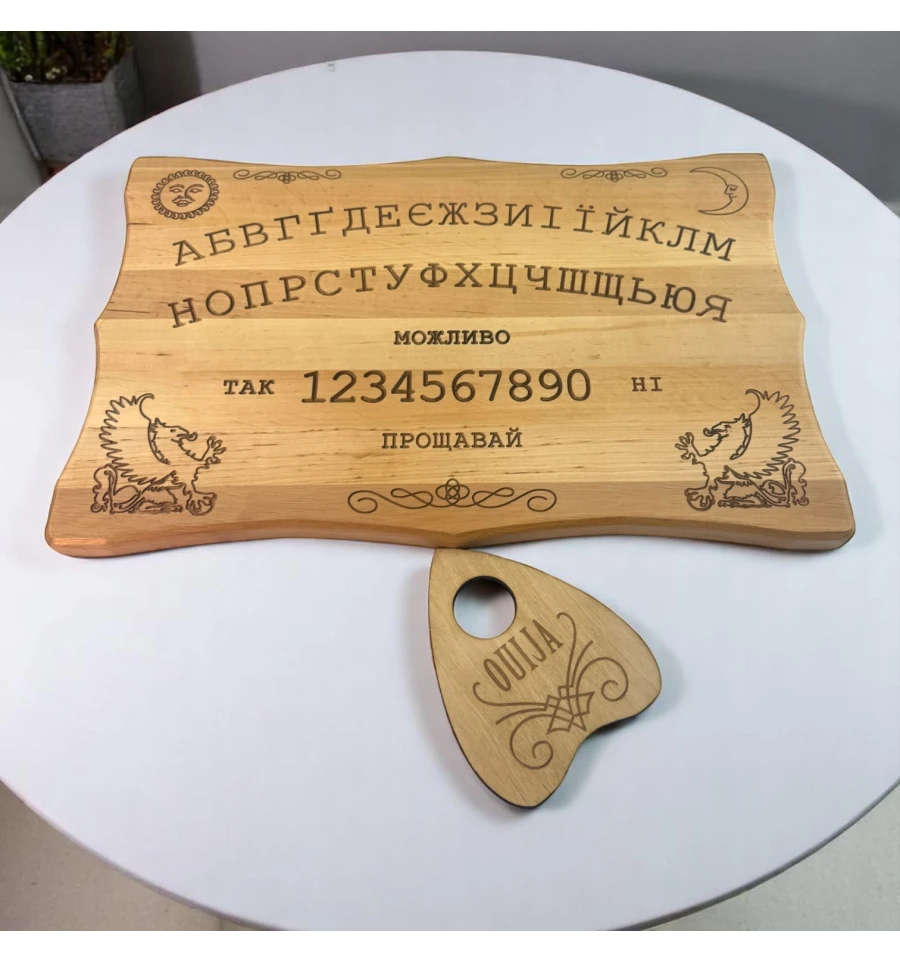 АБВГҐДЕЄЖЗИІЇЙКЛМ
НОПРСТУФХЦЧШЩЬЮЯ
МОЖЛИВО
ТАК 1234567890 НІ
ПРОЩАВАЙ
OUIJA